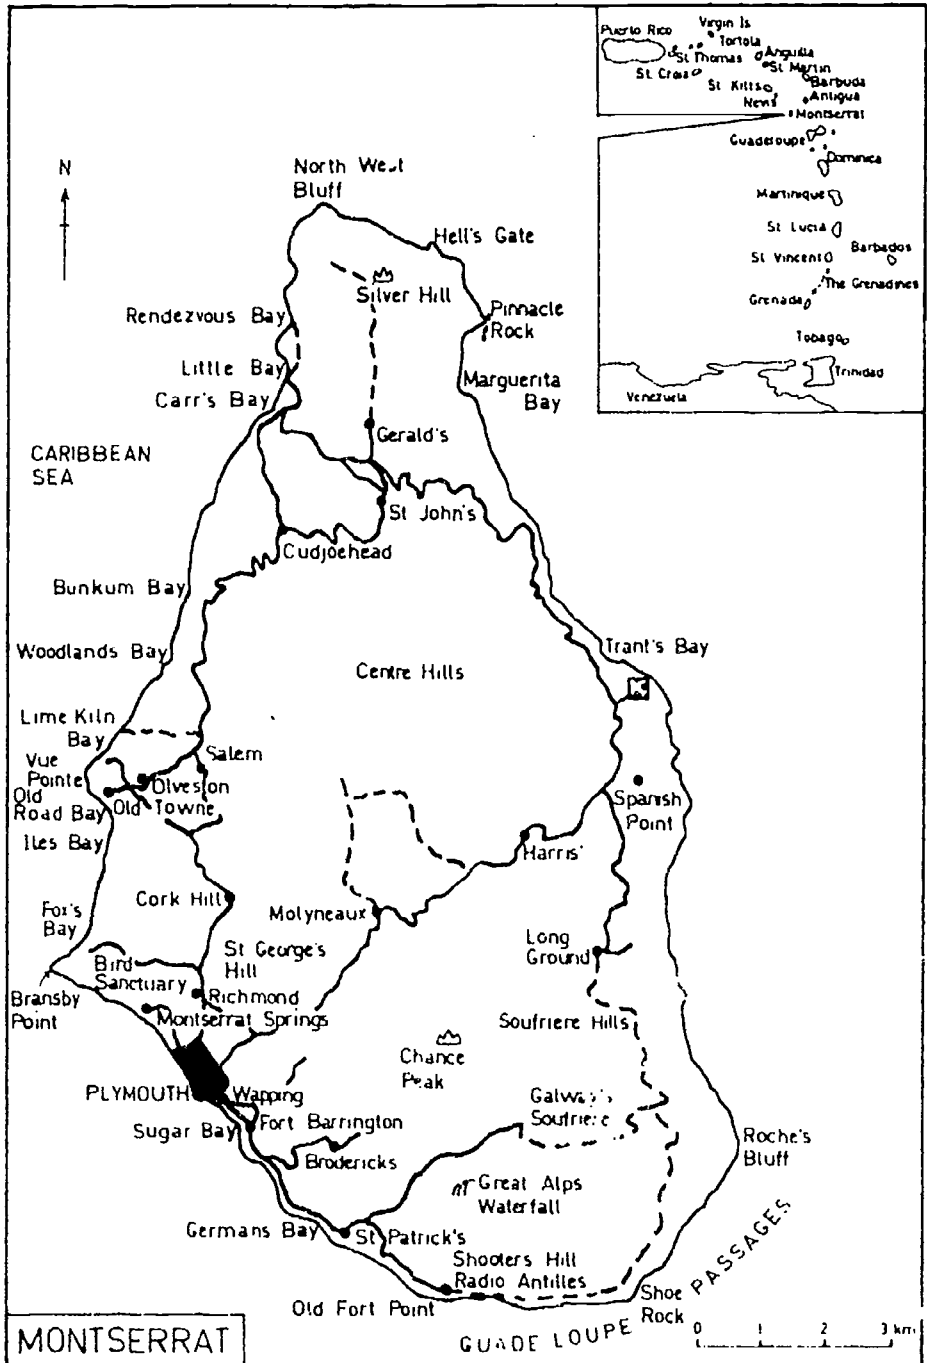 Virgin Is
Puerto Rico
Tortola
St Thomas
Anguilla
St. Croix
St. Martin
St. Kitts
Barbuda
Nevis
Antigua
Montserrat
Guadeloupe
Dominica
Martinique
St. Lucia
Barbados
St Vincent
The Grenadines
Grenada
Tobago
Trinidad
Venezuela
N
North West
Bluff
Hell's Gate
Silver Hill
Rendezvous Bay
Pinnacle
Rock
Little Bay
Marguerita
Bay
Carr's Bay
Gerald's
CARIBBEAN
SEA
St John's
Cudjoehead
Bunkum Bay
Woodlands Bay
Trant's Bay
Centre Hills
Lime Kiln
Bay
Salem
Vue
Pointe
Olveston
Old
Road Bay
Old Towne
Spanish
Point
Iles Bay
Harris'
Cork Hill
Molyneaux
Fox's
Bay
St George's
Hill
Long
Ground
Bird
Sanctuary
Richmond
Bransby
Point
Montserrat Springs
Soufriere Hills
Chance
Peak
PLYMOUTH
Wapping
Galway's
Soufriere
Sugar Bay
Fort Barrington
Brodericks
Roche's
Bluff
Great Alps
Waterfall
Germans Bay
St Patrick's
Shooters Hill
Radio Antilles
Old Fort Point
Shoe
Rock
GUADE LOUPE PASSAGES
0 1 2 3 km
MONTSERRAT